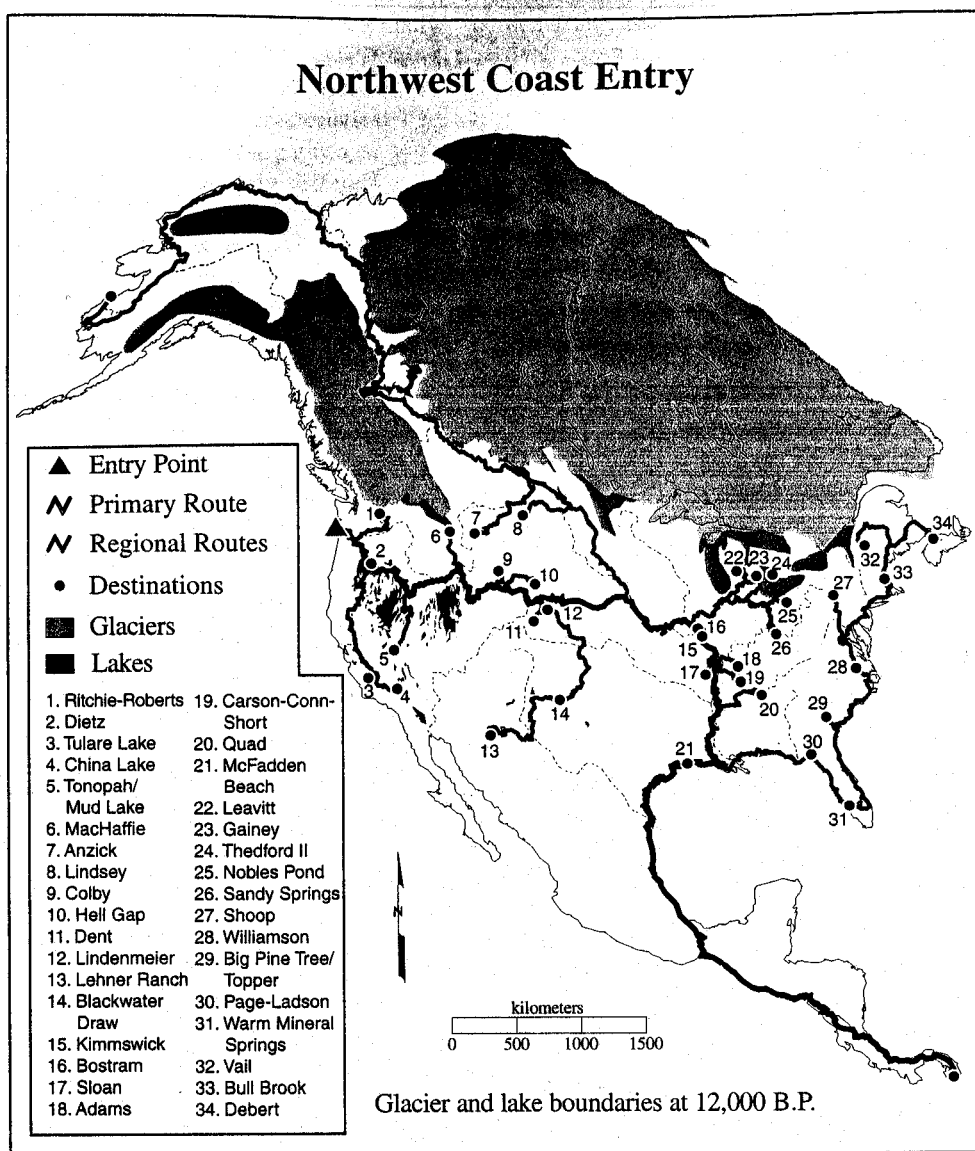 Northwest Coast Entry
Entry Point
Primary Route
Regional Routes
Destinations
Glaciers
Lakes
1. Ritchie-Roberts
2. Dietz
3. Tulare Lake
4. China Lake
5. Tonopah/
Mud Lake
6. MacHaffie
7. Anzick
8. Lindsey
9. Colby
10. Hell Gap
11. Dent
12. Lindenmeier
13. Lehner Ranch
14. Blackwater
Draw
15. Kimmswick
16. Bostram
17. Sloan
18. Adams
19. Carson-Conn-
Short
20. Quad
21. McFadden
Beach
22. Leavitt
23. Gainey
24. Thedford II
25. Nobles Pond
26. Sandy Springs
27. Shoop
28. Williamson
29. Big Pine Tree/
Topper
30. Page-Ladson
31. Warm Mineral
Springs
32. Vail
33. Bull Brook
34. Debert
1
2
3
4
5
6
7
8
9
10
11
12
13
14
15
16
17
18
19
20
21
22
23
24
25
26
27
28
29
30
31
32
33
34
N
kilometers
0 500 1000 1500
Glacier and lake boundaries at 12,000 B.P.